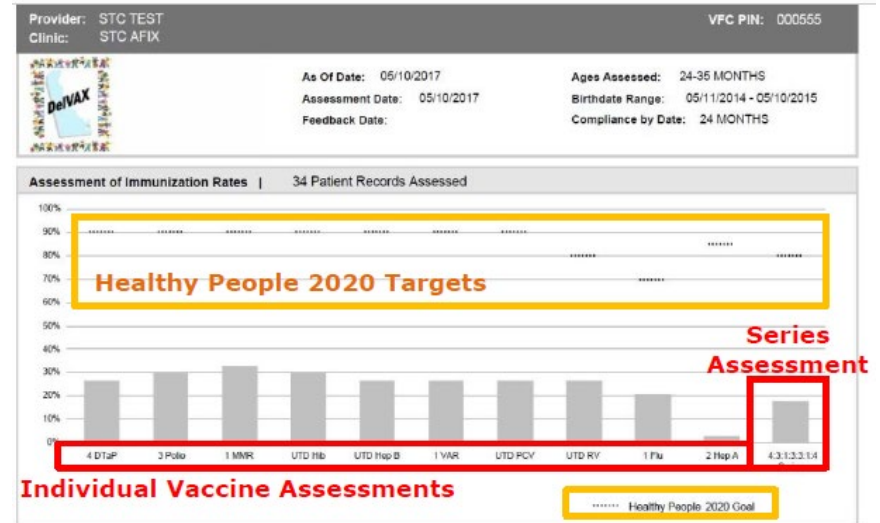 Provider: STC TEST VFC PIN: 000555
Clinic: STC AFIX
DelVAX
As Of Date: 05/10/2017 Ages Assessed: 24-35 MONTHS
Assessment Date: 05/10/2017 Birthdate Range: 05/11/2014 - 05/10/2015
Feedback Date: Compliance by Date: 24 MONTHS
Assessment of Immunization Rates | 34 Patient Records Assessed
100%
90%
80%
70%
Healthy People 2020 Targets
60%
50%
Series
Assessment
40%
30%
20%
10%
0%
4 DTaP 3 Polio 1 MMR UTD Hib UTD Hep B 1 VAR UTD PCV UTD RV 1 Flu 2 Hep A 4:3:1:3:3:1:4
Individual Vaccine Assessments
Healthy People 2020 Goal